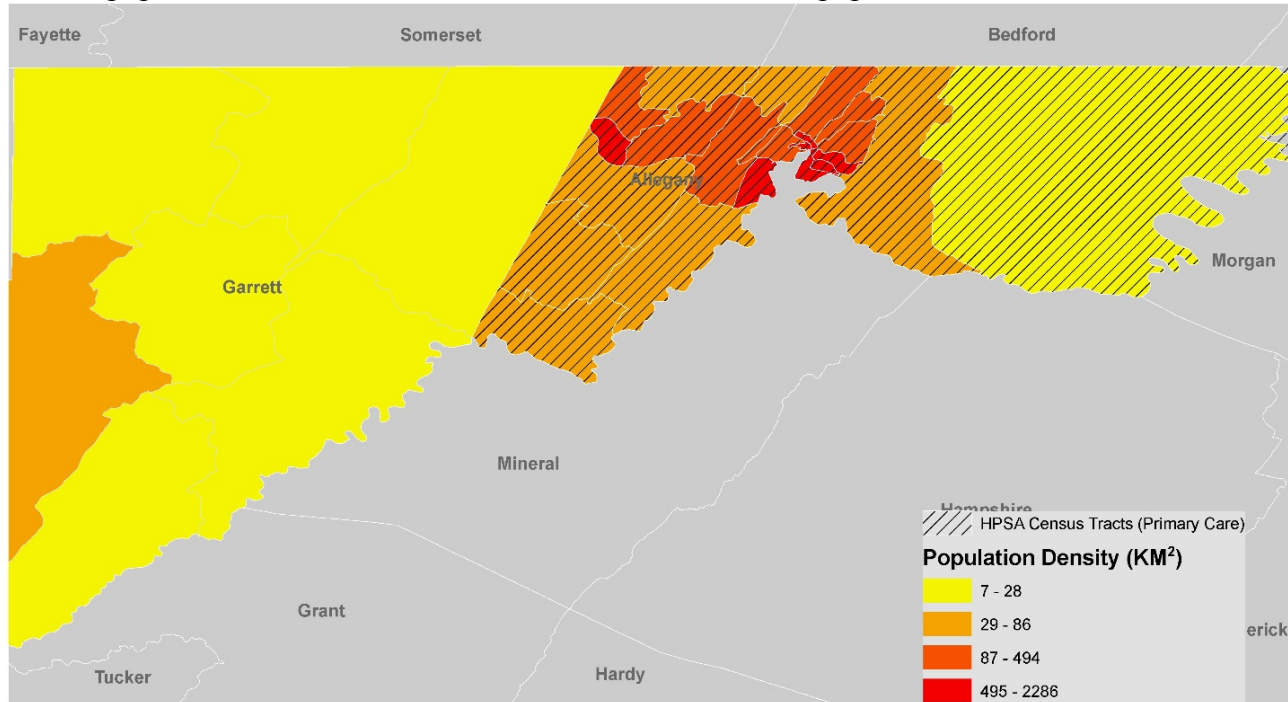 Fayette
Somerset
Bedford
Allegany
Morgan
Garrett
Mineral
Hampshire
HPSA Census Tracts (Primary Care)
Population Density (KM²)
7 - 28
29 - 86
87 - 494
495 - 2286
Grant
erick
Tucker
Hardy